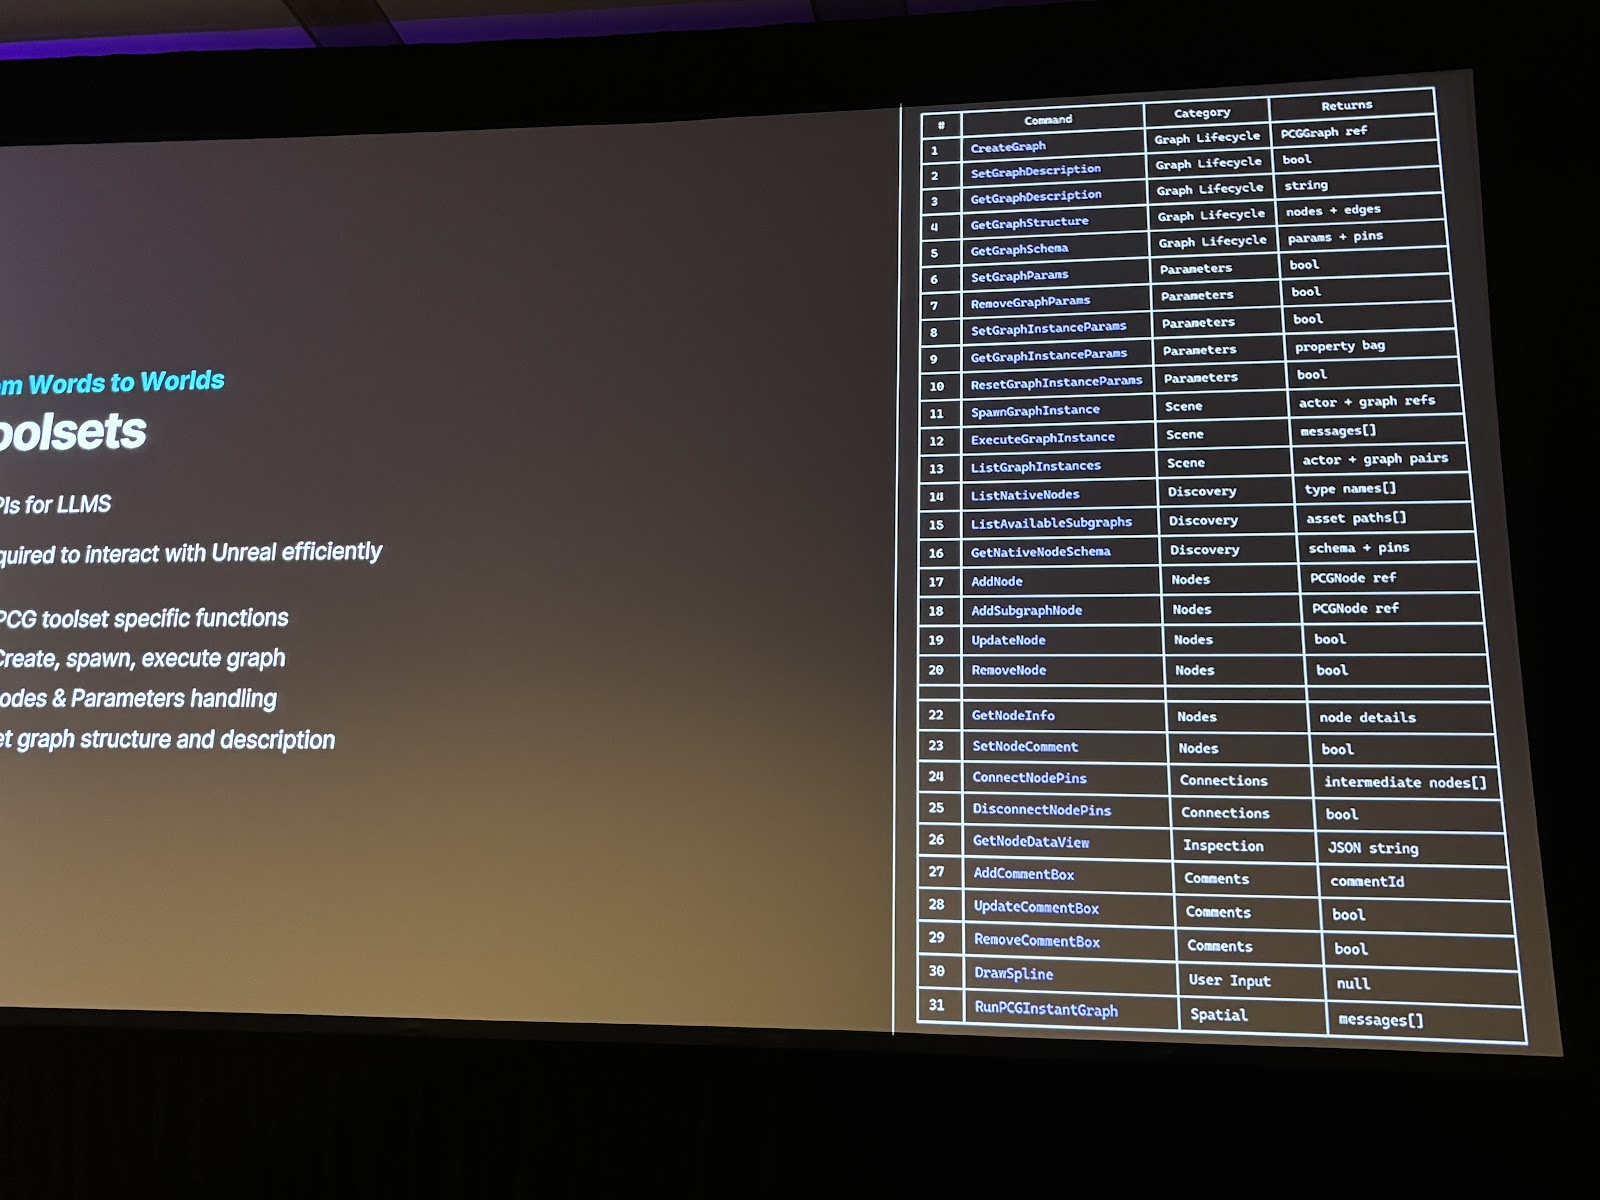 om Words to Worlds
oolsets
PIs for LLMS
quired to interact with Unreal efficiently
PCG toolset specific functions
Create, spawn, execute graph
odes & Parameters handling
et graph structure and description
# Command Category Returns
1 CreateGraph Graph Lifecycle PCGGraph ref
2 SetGraphDescription Graph Lifecycle bool
3 GetGraphDescription Graph Lifecycle string
4 GetGraphStructure Graph Lifecycle nodes + edges
5 GetGraphSchema Graph Lifecycle params + pins
6 SetGraphParams Parameters bool
7 RemoveGraphParams Parameters bool
8 SetGraphInstanceParams Parameters bool
9 GetGraphInstanceParams Parameters property bag
10 ResetGraphInstanceParams Parameters bool
11 SpawnGraphInstance Scene actor + graph refs
12 ExecuteGraphInstance Scene messages[]
13 ListGraphInstances Scene actor + graph pairs
14 ListNativeNodes Discovery type names[]
15 ListAvailableSubgraphs Discovery asset paths[]
16 GetNativeNodeSchema Discovery schema + pins
17 AddNode Nodes PCGNode ref
18 AddSubgraphNode Nodes PCGNode ref
19 UpdateNode Nodes bool
20 RemoveNode Nodes bool
22 GetNodeInfo Nodes node details
23 SetNodeComment Nodes bool
24 ConnectNodePins Connections intermediate nodes[]
25 DisconnectNodePins Connections bool
26 GetNodeDataView Inspection JSON string
27 AddCommentBox Comments commentId
28 UpdateCommentBox Comments bool
29 RemoveCommentBox Comments bool
30 DrawSpline User Input null
31 RunPCGInstantGraph Spatial messages[]